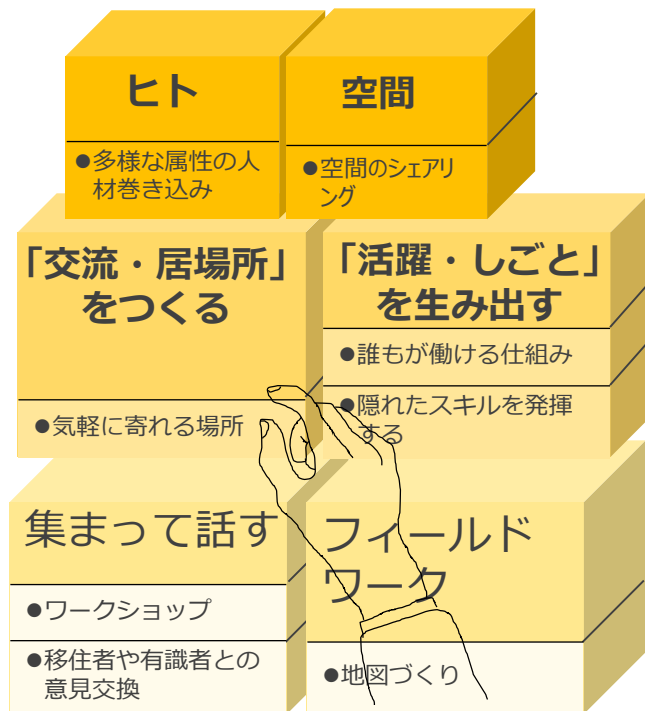 ヒト
●多様な属性の人
材巻き込み
空間
●空間のシェアリ
ング
「交流・居場所」
をつくる
●気軽に寄れる場所
「活躍・しごと」
を生み出す
●誰もが働ける仕組み
●隠れたスキルを発揮
する
集まって話す
●ワークショップ
●移住者や有識者との
意見交換
フィールド
ワーク
●地図づくり